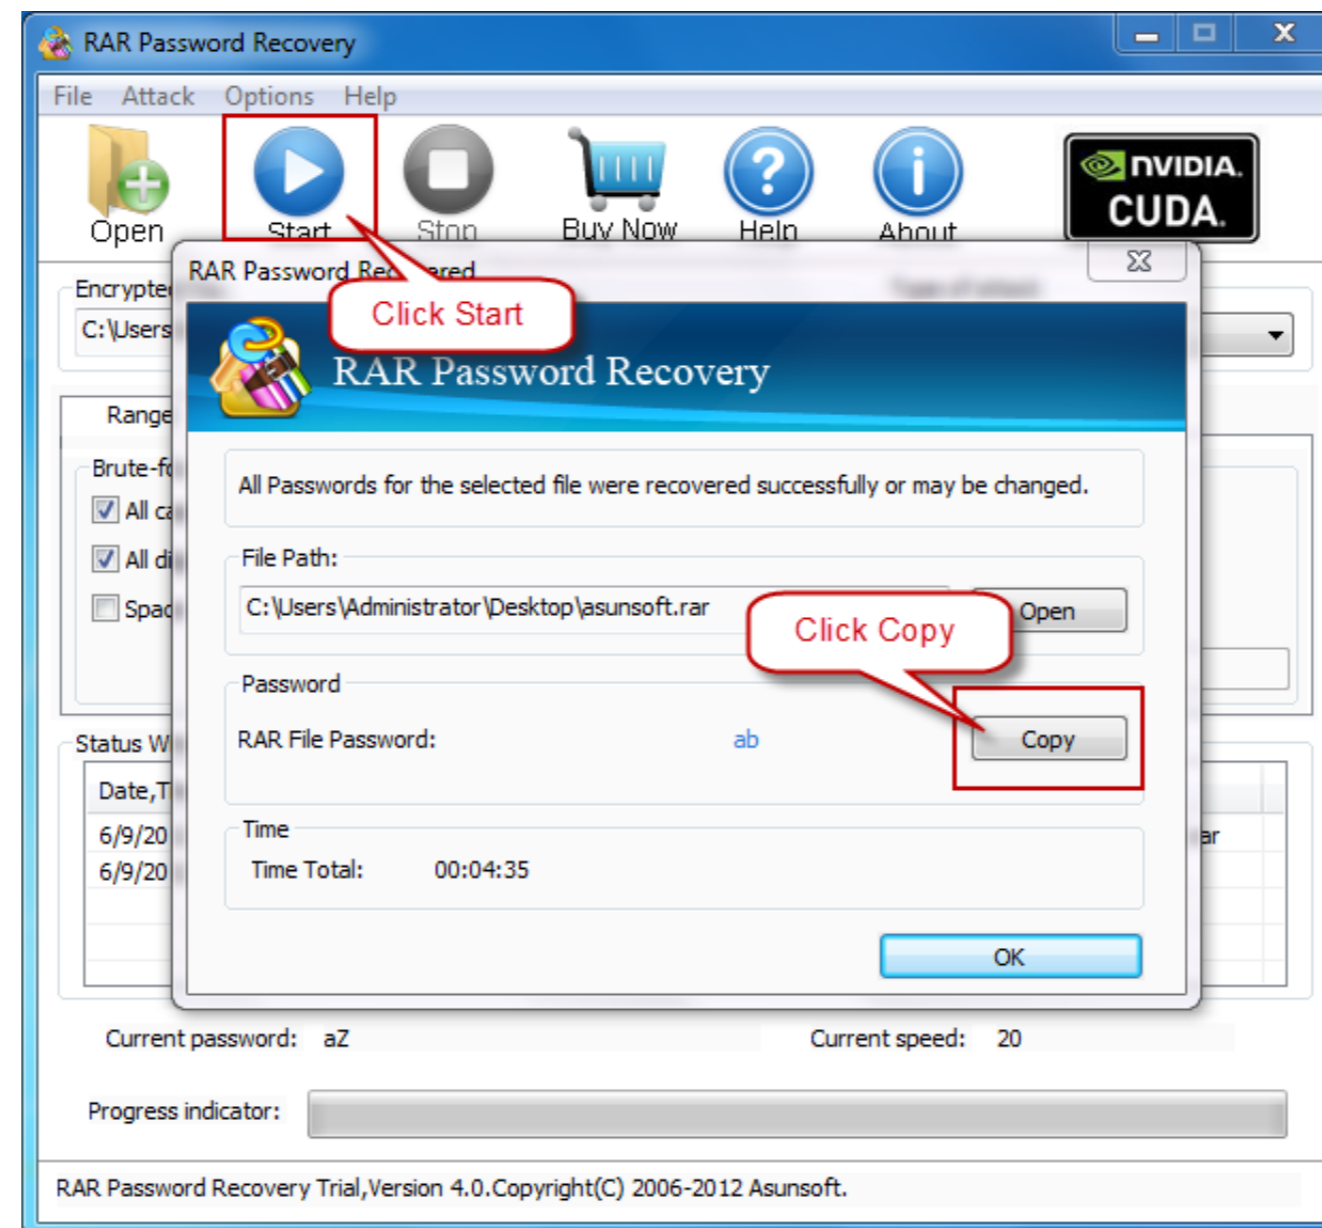 RAR Password Recovery
File Attack Options Help
NVIDIA.
CUDA.
Open Start Stop Buy Now Help About
RAR Password Recovered
Click Start
Encrypted
C:\Users
RAR Password Recovery
Range
Brute-fo
All passwords for the selected file were recovered successfully or may be changed.
All ca
File Path:
All di
C:\Users\Administrator\Desktop\asunsoft.rar
Open
Spac
Click Copy
Password
RAR File Password: ab Copy
Status W
Date,Ti
Time
6/9/20
ar
Time Total: 00:04:35
6/9/20
OK
Current password: aZ Current speed: 20
Progress indicator:
RAR Password Recovery Trial,Version 4.0.Copyright(C) 2006-2012 Asunsoft.